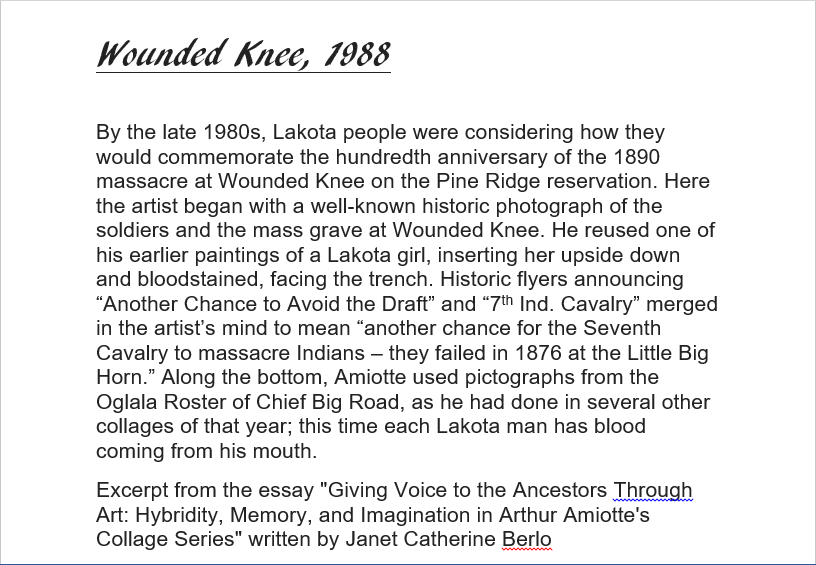 Wounded Knee, 1988
By the late 1980s, Lakota people were considering how they
would commemorate the hundredth anniversary of the 1890
massacre at Wounded Knee on the Pine Ridge reservation. Here
the artist began with a well-known historic photograph of the
soldiers and the mass grave at Wounded Knee. He reused one of
his earlier paintings of a Lakota girl, inserting her upside down
and bloodstained, facing the trench. Historic flyers announcing
“Another Chance to Avoid the Draft” and “7th Ind. Cavalry” merged
in the artist’s mind to mean “another chance for the Seventh
Cavalry to massacre Indians – they failed in 1876 at the Little Big
Horn.” Along the bottom, Amiotte used pictographs from the
Oglala Roster of Chief Big Road, as he had done in several other
collages of that year; this time each Lakota man has blood
coming from his mouth.
Excerpt from the essay "Giving Voice to the Ancestors Through
Art: Hybridity, Memory, and Imagination in Arthur Amiotte's
Collage Series" written by Janet Catherine Berlo